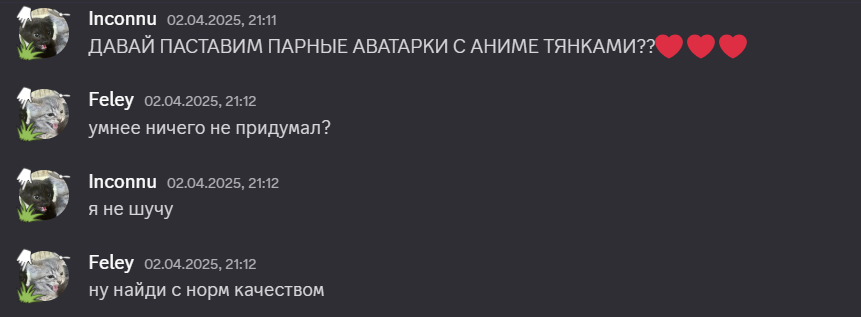 Inconnu 02.04.2025, 21:11
ДАВАЙ ПАСТАВИМ ПАРНЫЕ АВАТАРКИ С АНИМЕ ТЯНКАМИ??❤️❤️❤️
Feley 02.04.2025, 21:12
умнее ничего не придумал?
Inconnu 02.04.2025, 21:12
я не шучу
Feley 02.04.2025, 21:12
ну найди с норм качеством